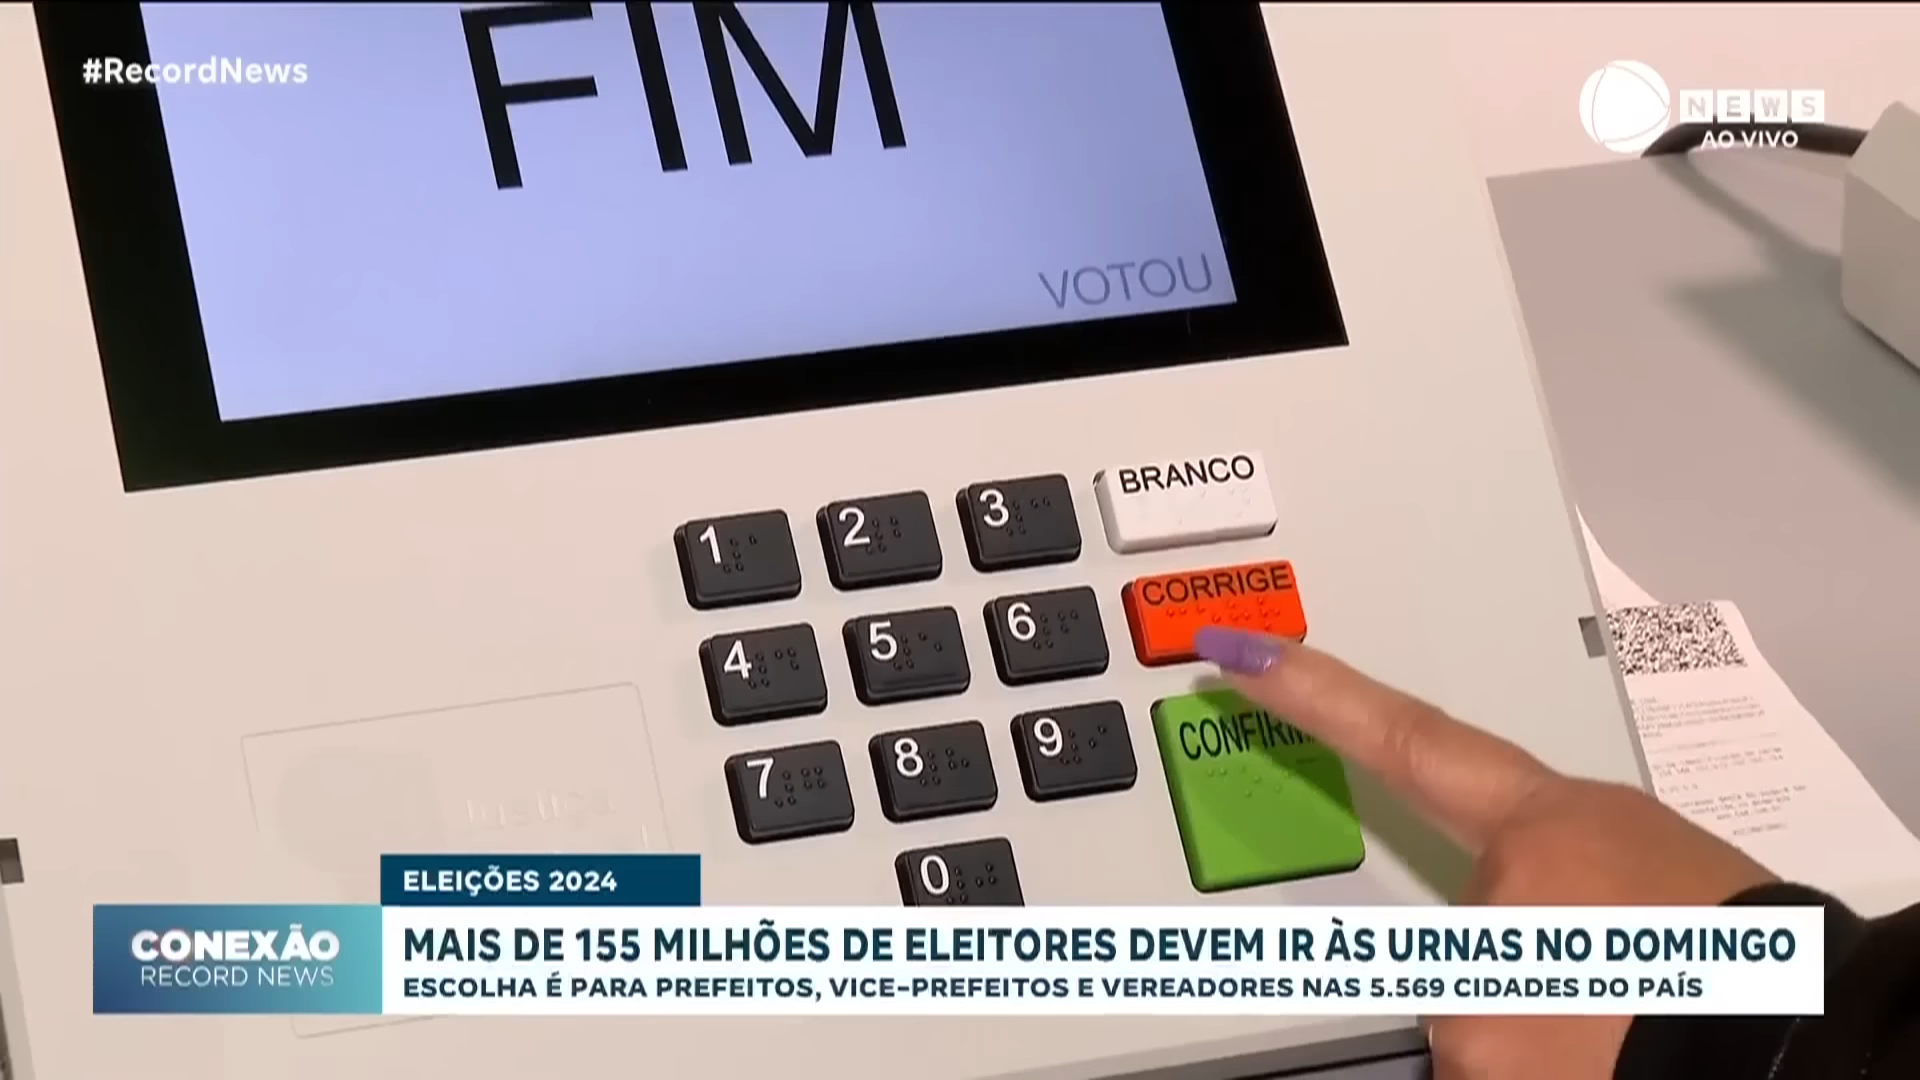 FIM
#RecordNews
NEWS
AO VIVO
VOTOU
1
2
3
BRANCO
4
5
6
CORRIGE
7
8
9
CONFIRM
0
Justiça
ELEIÇÕES 2024
CONEXÃO
RECORD NEWS
MAIS DE 155 MILHÕES DE ELEITORES DEVEM IR ÀS URNAS NO DOMINGO
ESCOLHA É PARA PREFEITOS, VICE-PREFEITOS E VEREADORES NAS 5.569 CIDADES DO PAÍS